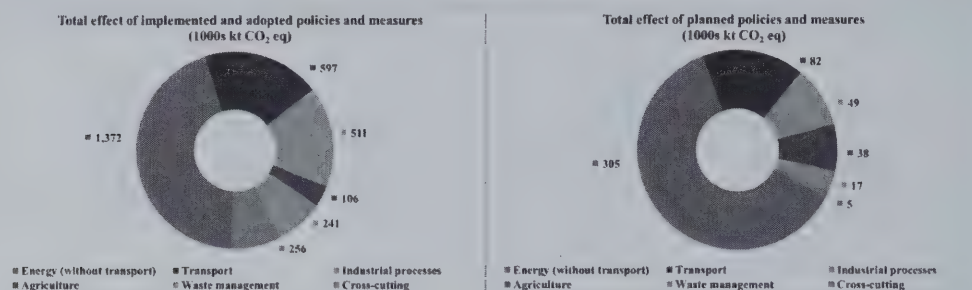 Total effect of implemented and adopted policies and measures
(1000s kt CO₂ eq)
597
511
106
241
256
1,372
Energy (without transport) Transport Industrial processes
Agriculture Waste management Cross-cutting
Total effect of planned policies and measures
(1000s kt CO₂ eq)
82
49
38
17
5
305
Energy (without transport) Transport Industrial processes
Agriculture Waste management Cross-cutting